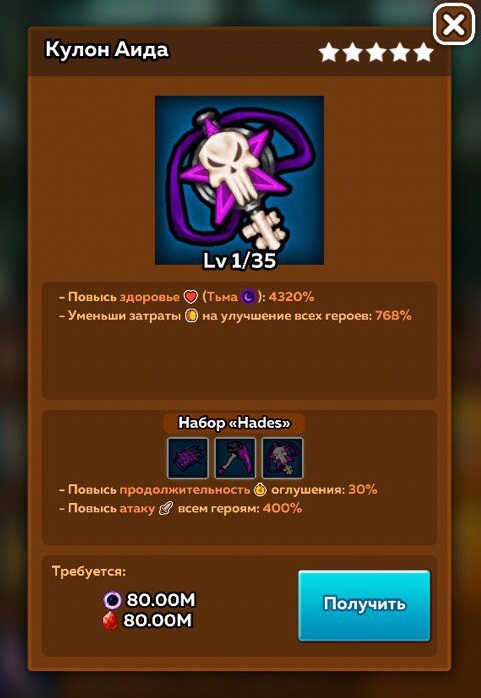 Кулон Аида
Lv 1/35
- Повысь здоровье (Тьма): 4320%
- Уменьши затраты на улучшение всех героев: 768%
Набор «Hades»
- Повысь продолжительность оглушения: 30%
- Повысь атаку всем героям: 400%
Требуется:
80.00M
80.00M
Получить